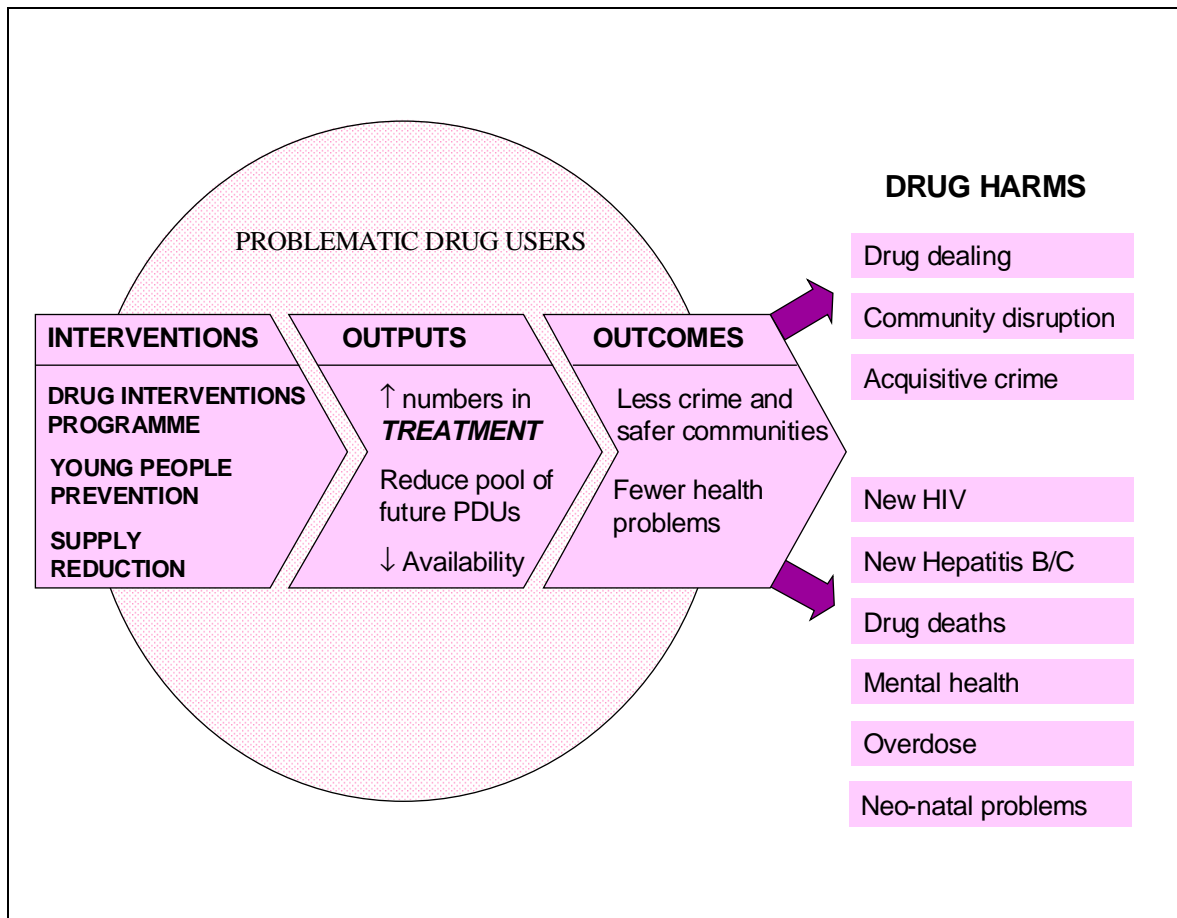 PROBLEMATIC DRUG USERS
INTERVENTIONS
DRUG INTERVENTIONS
PROGRAMME
YOUNG PEOPLE
PREVENTION
SUPPLY
REDUCTION
OUTPUTS
↑ numbers in
TREATMENT
Reduce pool of
future PDUs
↓ Availability
OUTCOMES
Less crime and
safer communities
Fewer health
problems
DRUG HARMS
Drug dealing
Community disruption
Acquisitive crime
New HIV
New Hepatitis B/C
Drug deaths
Mental health
Overdose
Neo-natal problems